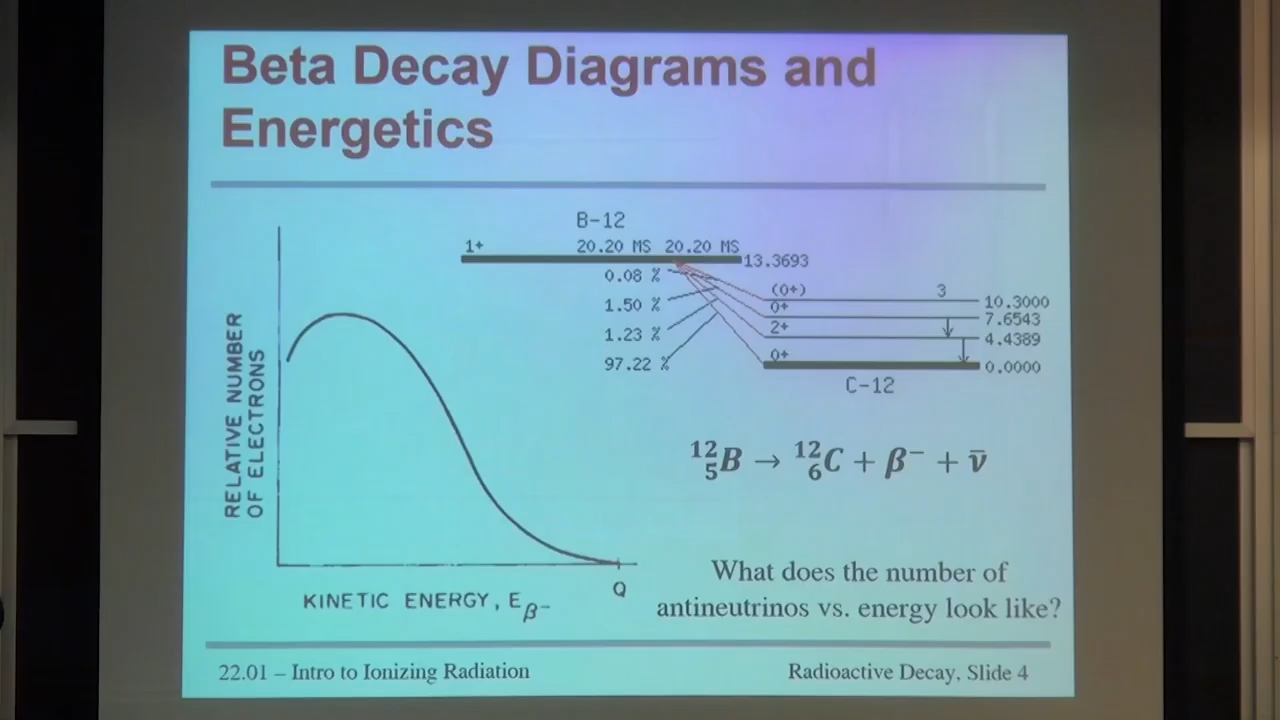 Beta Decay Diagrams and
Energetics
RELATIVE NUMBER
OF ELECTRONS
KINETIC ENERGY, E β−
Q
B-12
1+ 20.20 MS 20.20 MS
13.3693
0.08 %
1.50 %
1.23 %
97.22 %
(0+) 3 10.3000
0+ 7.6543
2+ 4.4389
0+ 0.0000
C-12
¹²₅B → ¹²₆C + β⁻ + ν̄
What does the number of
antineutrinos vs. energy look like?
22.01 – Intro to Ionizing Radiation
Radioactive Decay, Slide 4